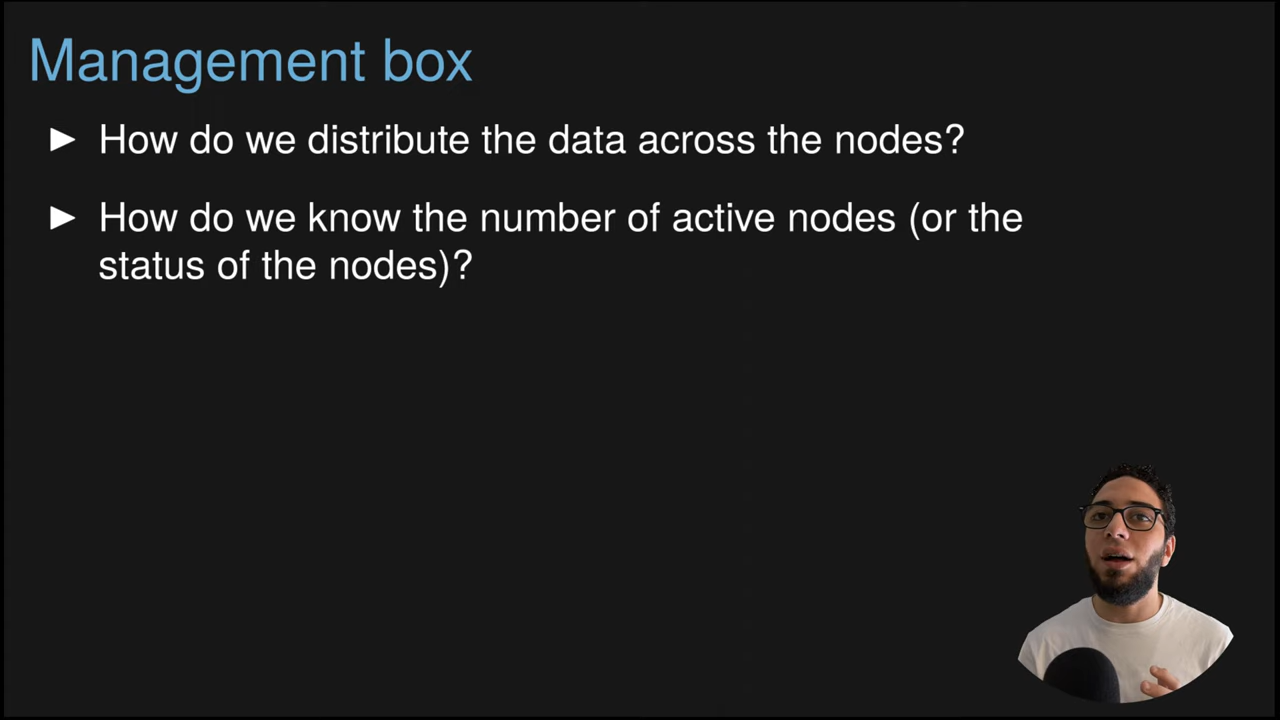 Management box
► How do we distribute the data across the nodes?
► How do we know the number of active nodes (or the
status of the nodes)?